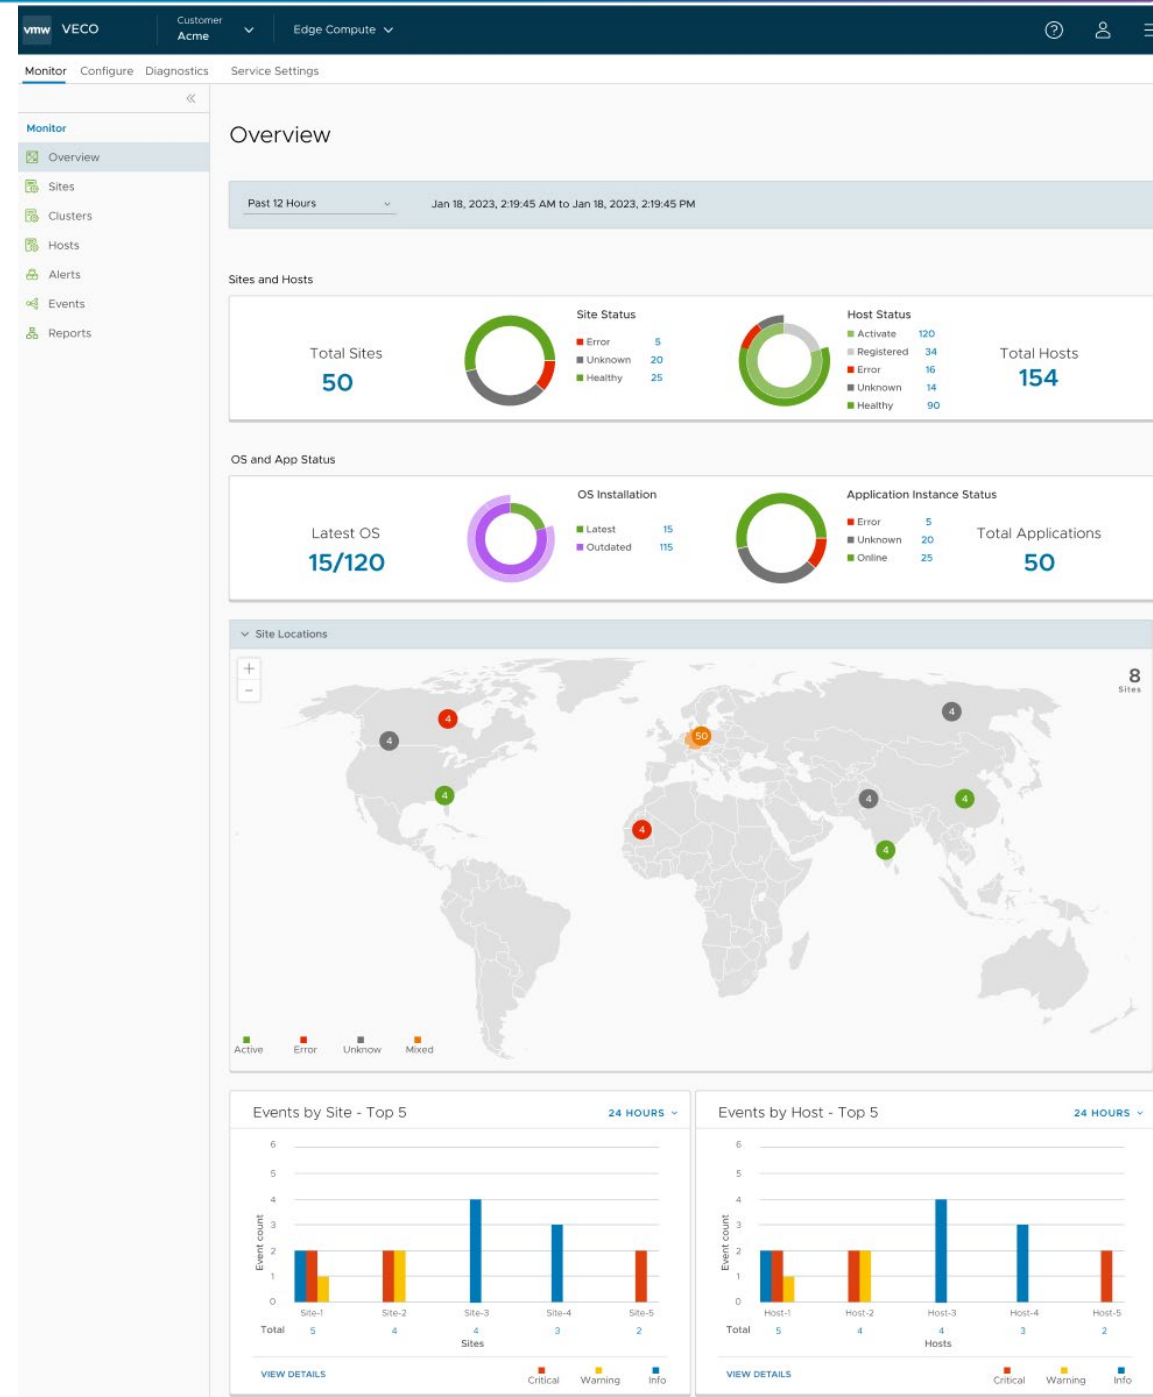 vmw VECO
Customer
Acme
Edge Compute
Monitor Configure Diagnostics Service Settings
Monitor
Overview
Sites
Clusters
Hosts
Alerts
Events
Reports
Overview
Past 12 Hours
Jan 18, 2023, 2:19:45 AM to Jan 18, 2023, 2:19:45 PM
Sites and Hosts
Total Sites
50
Site Status
Error 5
Unknown 20
Healthy 25
Host Status
Activate 120
Registered 34
Error 16
Unknown 14
Healthy 90
Total Hosts
154
OS and App Status
Latest OS
15/120
OS Installation
Latest 15
Outdated 115
Application Instance Status
Error 5
Unknown 20
Online 25
Total Applications
50
Site Locations
+
−
8
Sites
4
4
50
4
4
4
4
4
4
Active Error Unknow Mixed
Events by Site - Top 5
24 HOURS
Event count
6
5
4
3
2
1
0
Site-1 Site-2 Site-3 Site-4 Site-5
Total 5 4 4 3 2
Sites
VIEW DETAILS
Critical Warning Info
Events by Host - Top 5
24 HOURS
Event count
6
5
4
3
2
1
0
Host-1 Host-2 Host-3 Host-4 Host-5
Total 5 4 4 3 2
Hosts
VIEW DETAILS
Critical Warning Info